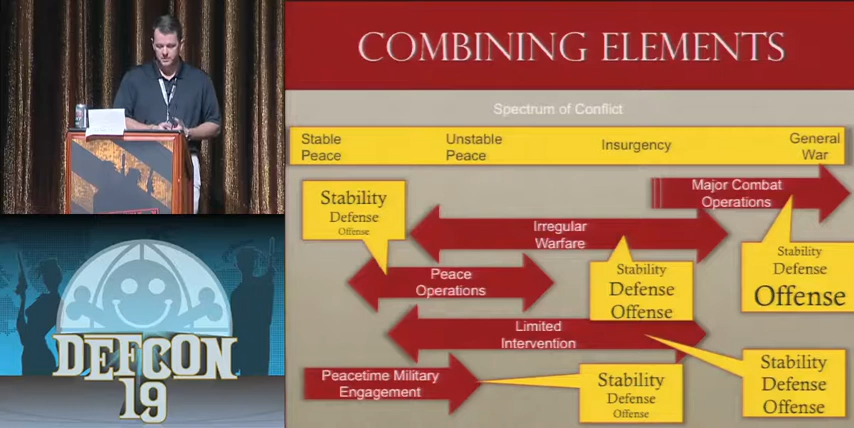 COMBINING ELEMENTS
Spectrum of Conflict
Stable
Peace
Unstable
Peace
Insurgency
General
War
Major Combat
Operations
Stability
Defense
Offense
Irregular
Warfare
Stability
Defense
Offense
Peace
Operations
Stability
Defense
Offense
Limited
Intervention
Peacetime Military
Engagement
Stability
Defense
Offense
Stability
Defense
Offense
DEFCON
19